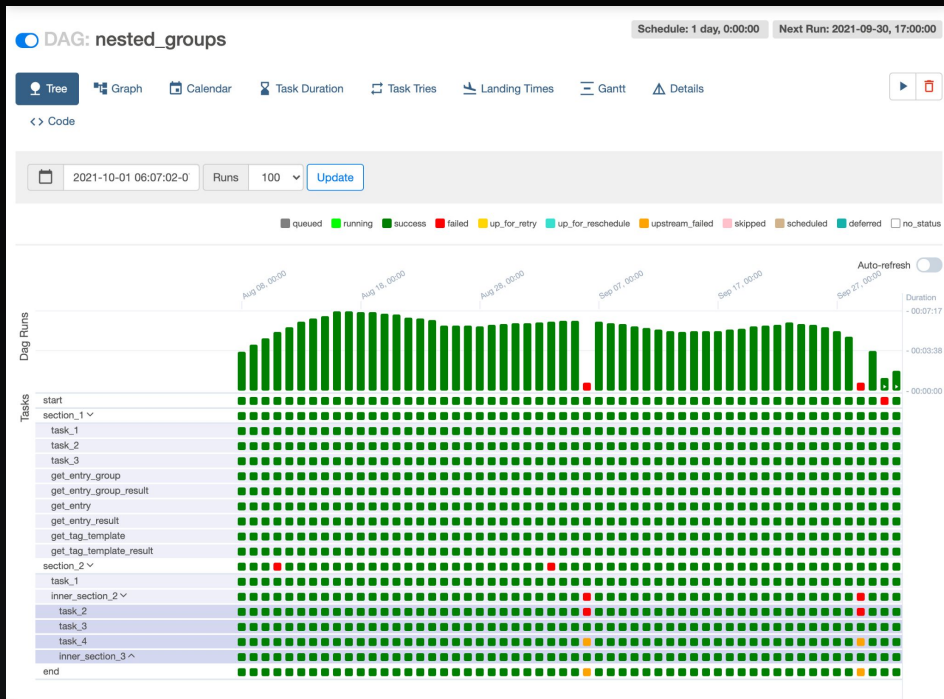 DAG: nested_groups
Schedule: 1 day, 0:00:00
Next Run: 2021-09-30, 17:00:00
Tree
Graph
Calendar
Task Duration
Task Tries
Landing Times
Gantt
Details
<> Code
2021-10-01 06:07:02-0
Runs
100
Update
queued
running
success
failed
up_for_retry
up_for_reschedule
upstream_failed
skipped
scheduled
deferred
no_status
Auto-refresh
Aug 08, 00:00
Aug 18, 00:00
Aug 28, 00:00
Sep 07, 00:00
Sep 17, 00:00
Sep 27, 00:00
Duration
00:07:17
00:03:38
00:00:00
Dag Runs
Tasks
start
section_1
task_1
task_2
task_3
get_entry_group
get_entry_group_result
get_entry
get_entry_result
get_tag_template
get_tag_template_result
section_2
task_1
inner_section_2
task_2
task_3
task_4
inner_section_3
end